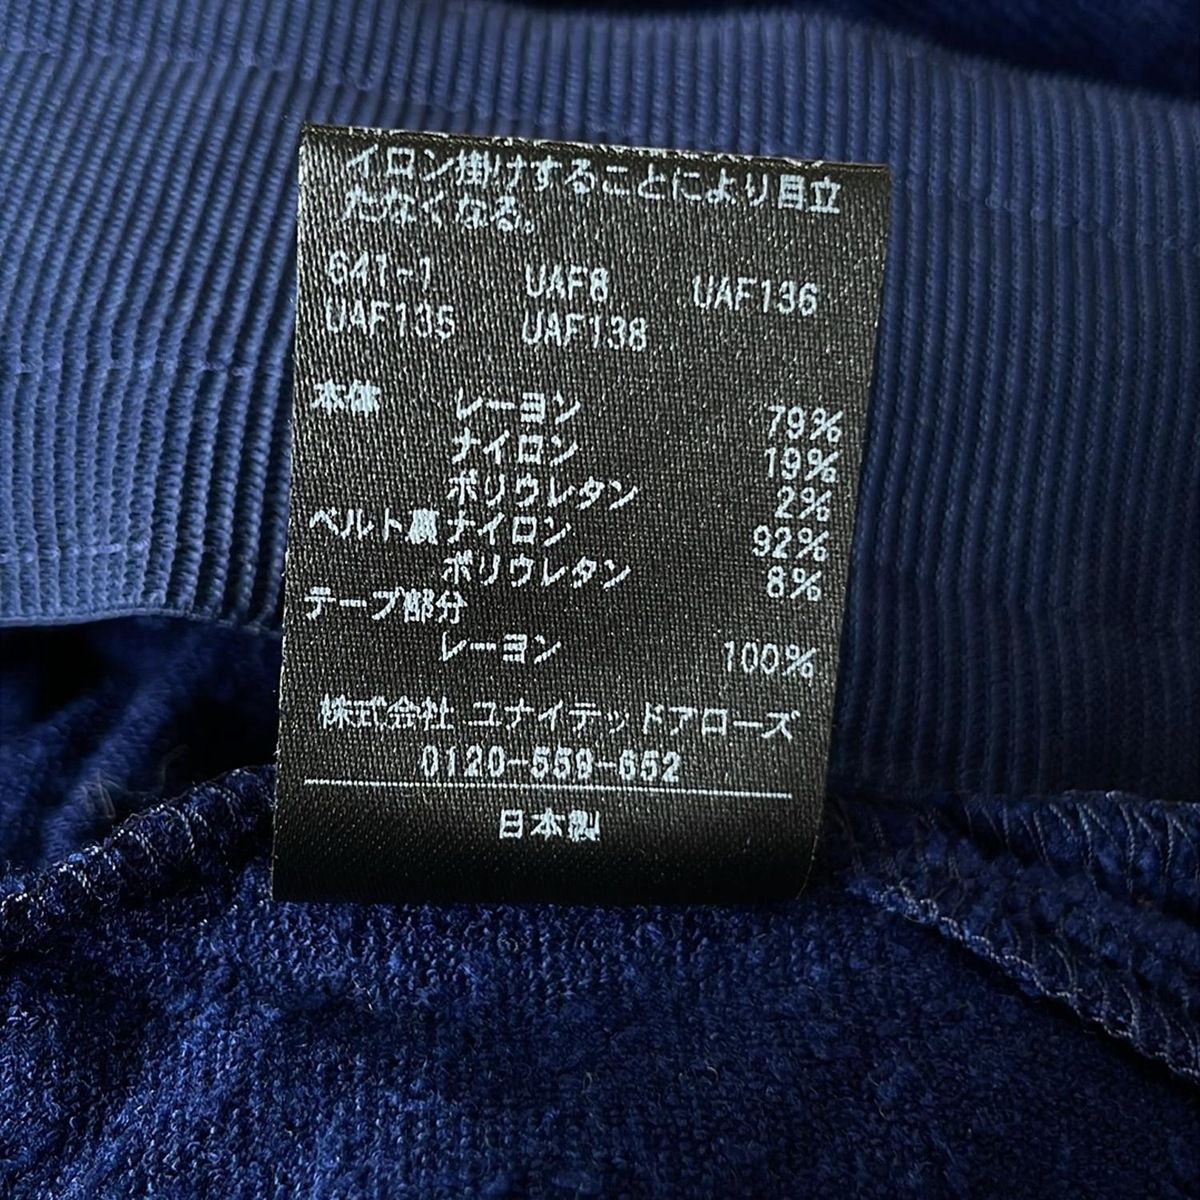 イロン掛けすることにより目立
たなくなる。
641-1 UAF8 UAF136
UAF135 UAF138
本体 レーヨン 79%
ナイロン 19%
ポリウレタン 2%
ベルト裏 ナイロン 92%
ポリウレタン 8%
テープ部分
レーヨン 100%
株式会社 ユナイテッドアローズ
0120-559-652
日本製